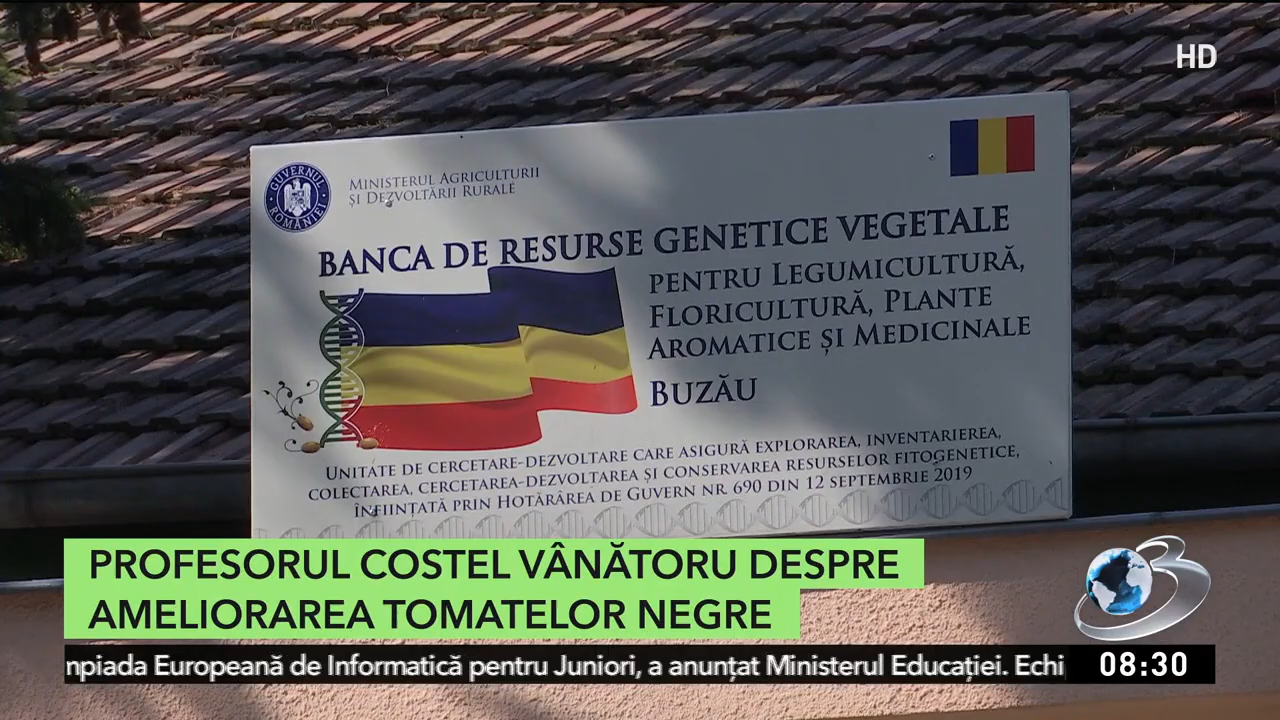 HD
GUVERNUL ROMÂNIEI
MINISTERUL AGRICULTURII
ȘI DEZVOLTĂRII RURALE
BANCA DE RESURSE GENETICE VEGETALE
PENTRU LEGUMICULTURĂ,
FLORICULTURĂ, PLANTE
AROMATICE ȘI MEDICINALE
BUZĂU
UNITATE DE CERCETARE-DEZVOLTARE CARE ASIGURĂ EXPLORAREA, INVENTARIEREA,
COLECTAREA, CERCETAREA-DEZVOLTAREA ȘI CONSERVAREA RESURSELOR FITOGENETICE,
ÎNFIINȚATĂ PRIN HOTĂRÂREA DE GUVERN NR. 690 DIN 12 SEPTEMBRIE 2019
PROFESORUL COSTEL VÂNĂTORU DESPRE
AMELIORAREA TOMATELOR NEGRE
3
mpiada Europeană de Informatică pentru Juniori, a anunțat Ministerul Educației. Echi
08:30